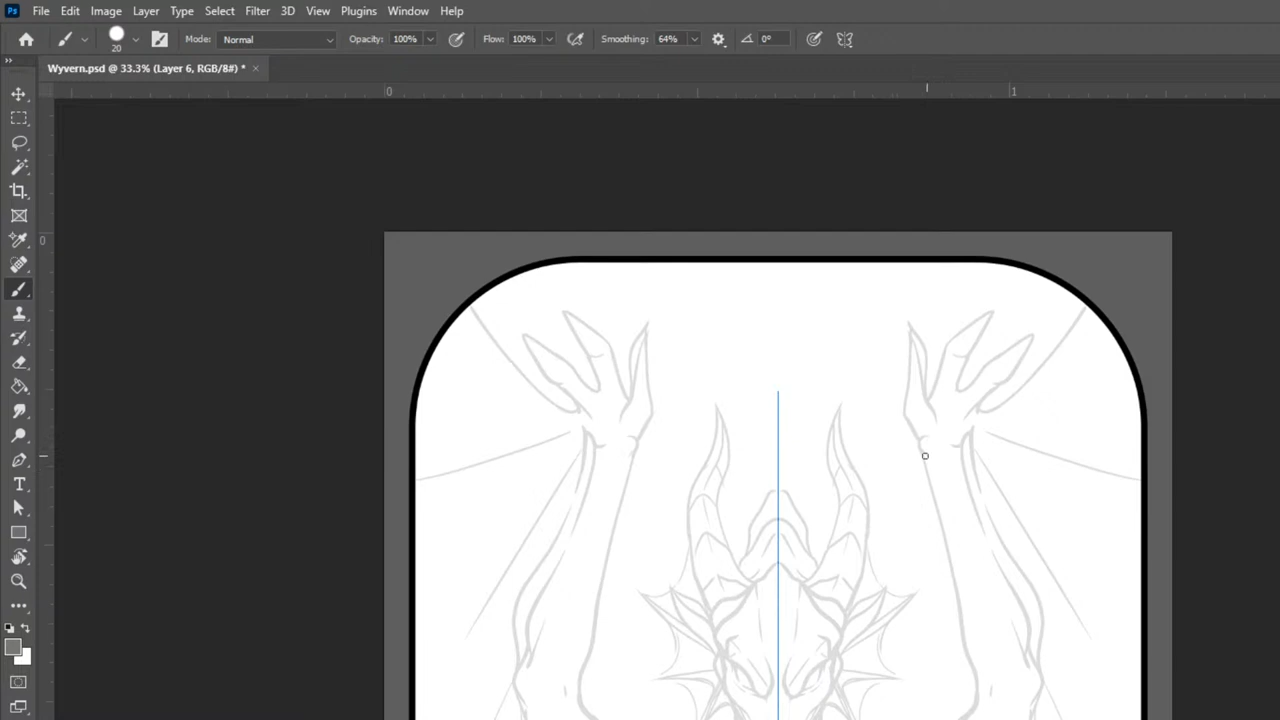 Ps File Edit Image Layer Type Select Filter 3D View Plugins Window Help
20 Mode: Normal Opacity: 100% Flow: 100% Smoothing: 64% 0°
Wyvern.psd @ 33.3% (Layer 6, RGB/8#) * ×
0 1
0